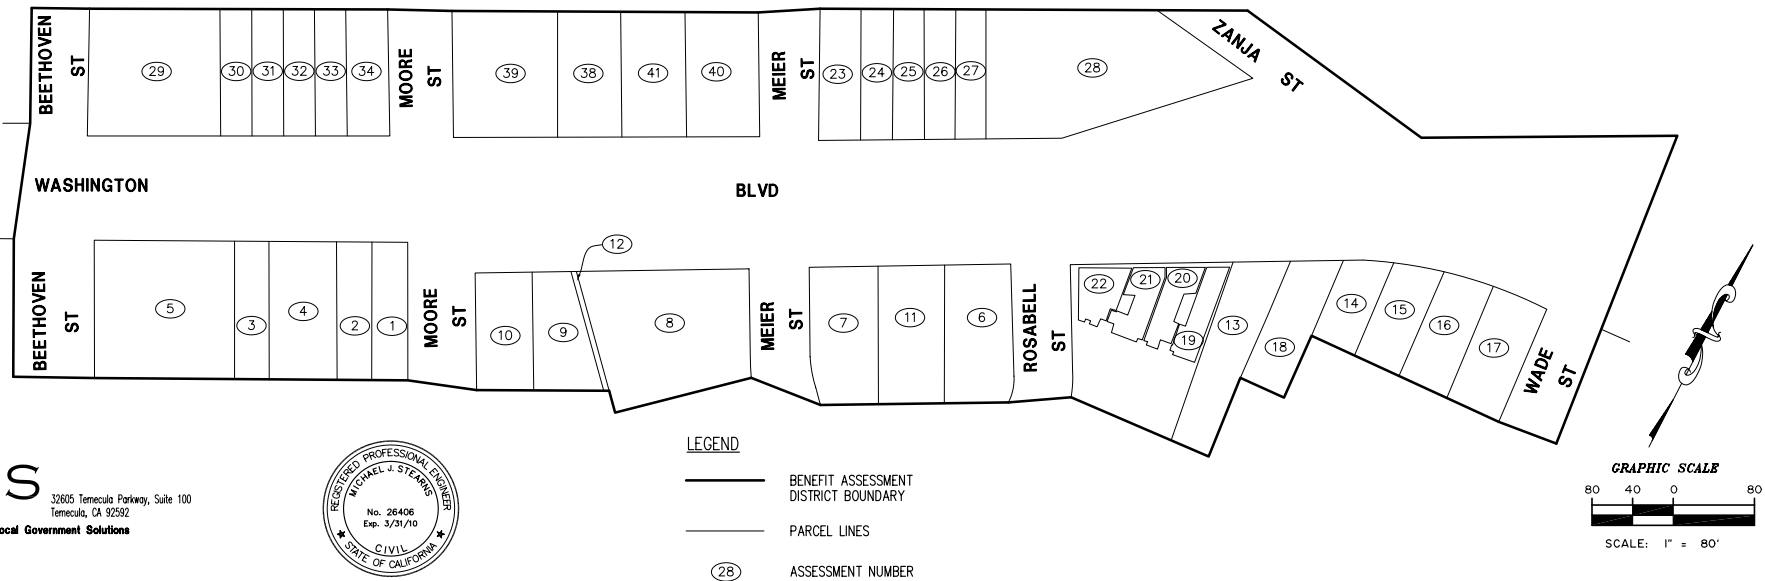 BEETHOVEN ST
29
30
31
32
33
34
MOORE ST
39
38
41
40
MEIER ST
23
24
25
26
27
28
ZANJA ST
WASHINGTON BLVD
BEETHOVEN ST
5
3
4
2
1
MOORE ST
10
9
12
8
MEIER ST
7
11
6
ROSABELL ST
22
21
20
19
13
18
14
15
16
17
WADE ST
S
32605 Temecula Parkway, Suite 100
Temecula, CA 92592
ocal Government Solutions
REGISTERED PROFESSIONAL ENGINEER
MICHAEL J. STEARNS
No. 26406
Exp. 3/31/10
CIVIL
STATE OF CALIFORNIA
LEGEND
BENEFIT ASSESSMENT
DISTRICT BOUNDARY
PARCEL LINES
28 ASSESSMENT NUMBER
GRAPHIC SCALE
80 40 0 80
SCALE: 1" = 80'